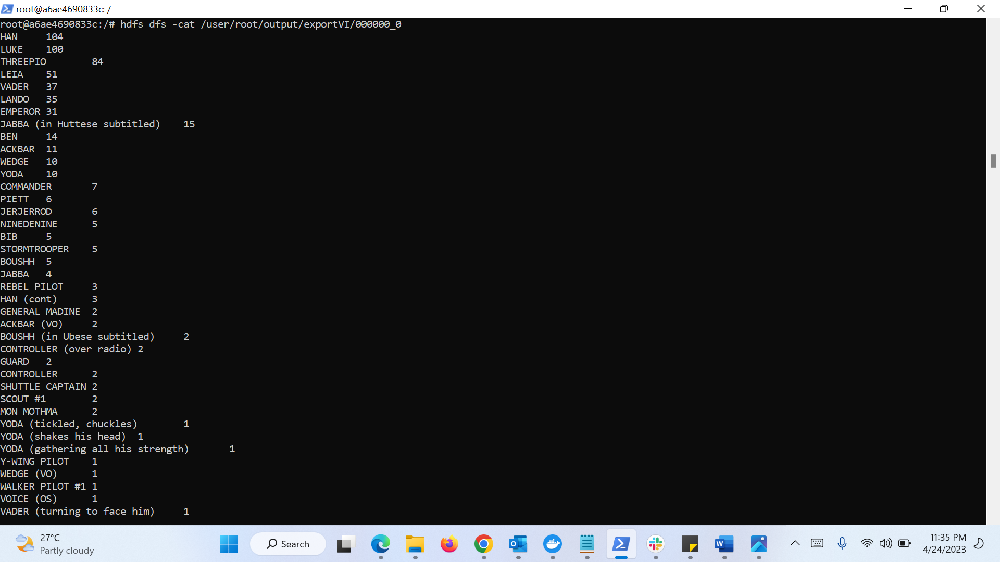 root@a6ae4690833c: /
root@a6ae4690833c:/# hdfs dfs -cat /user/root/output/exportVI/000000_0
HAN 104
LUKE 100
THREEPIO 84
LEIA 51
VADER 37
LANDO 35
EMPEROR 31
JABBA (in Huttese subtitled) 15
BEN 14
ACKBAR 11
WEDGE 10
YODA 10
COMMANDER 7
PIETT 6
JERJERROD 6
NINEDENINE 5
BIB 5
STORMTROOPER 5
BOUSHH 5
JABBA 4
REBEL PILOT 3
HAN (cont) 3
GENERAL MADINE 2
ACKBAR (VO) 2
BOUSHH (in Ubese subtitled) 2
CONTROLLER (over radio) 2
GUARD 2
CONTROLLER 2
SHUTTLE CAPTAIN 2
SCOUT #1 2
MON MOTHMA 2
YODA (tickled, chuckles) 1
YODA (shakes his head) 1
YODA (gathering all his strength) 1
Y-WING PILOT 1
WEDGE (VO) 1
WALKER PILOT #1 1
VOICE (OS) 1
VADER (turning to face him) 1
27°C
Partly cloudy
Search
11:35 PM
4/24/2023